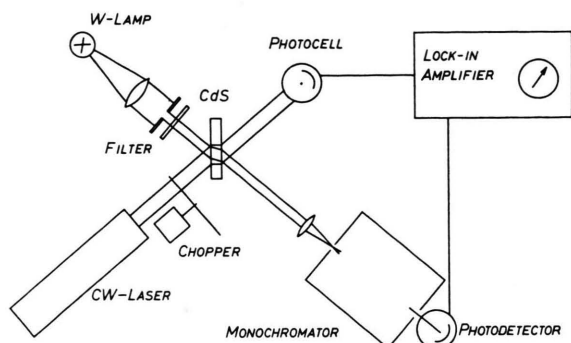 W-LAMP
PHOTOCELL
LOCK-IN
AMPLIFIER
CdS
FILTER
CHOPPER
CW-LASER
MONOCHROMATOR
PHOTODETECTOR